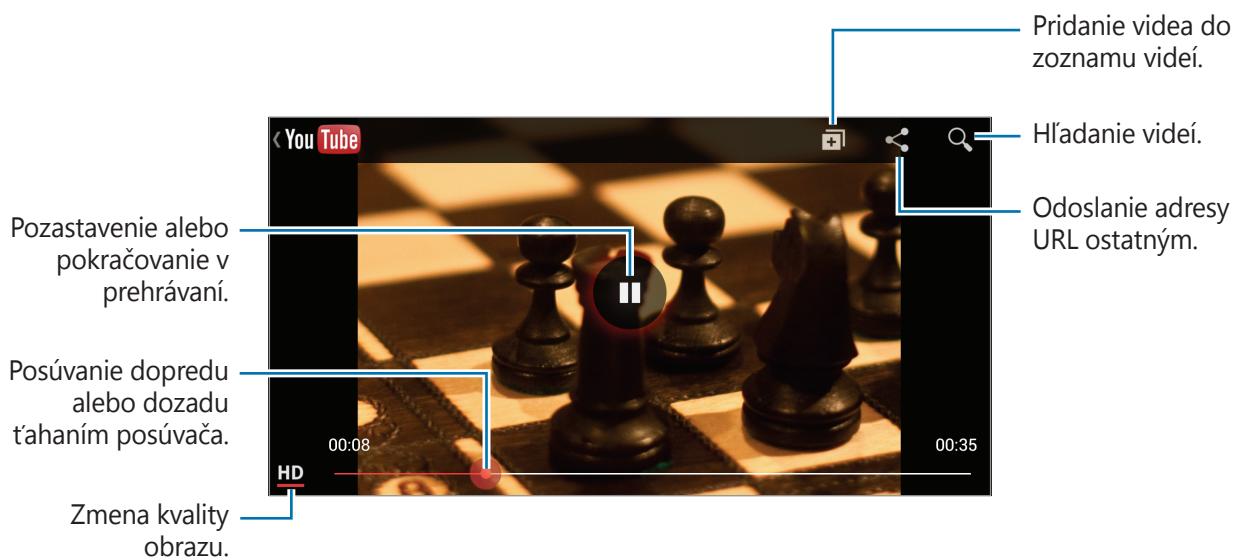 Pridanie videa do
zoznamu videí.
You Tube
Hľadanie videí.
Odoslanie adresy
URL ostatným.
Pozastavenie alebo
pokračovanie v
prehrávaní.
Posúvanie dopredu
alebo dozadu
ťahaním posúvača.
00:08
00:35
HD
Zmena kvality
obrazu.